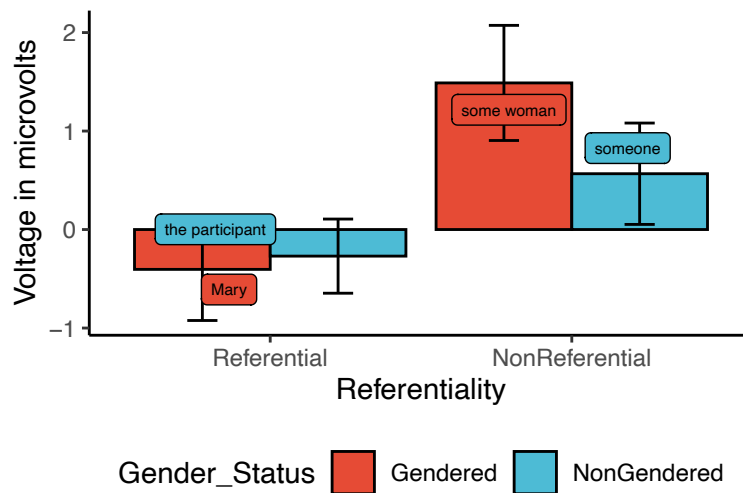 2
1
0
−1
Voltage in microvolts
some woman
someone
the participant
Mary
Referential
NonReferential
Referentiality
Gender_Status
Gendered
NonGendered